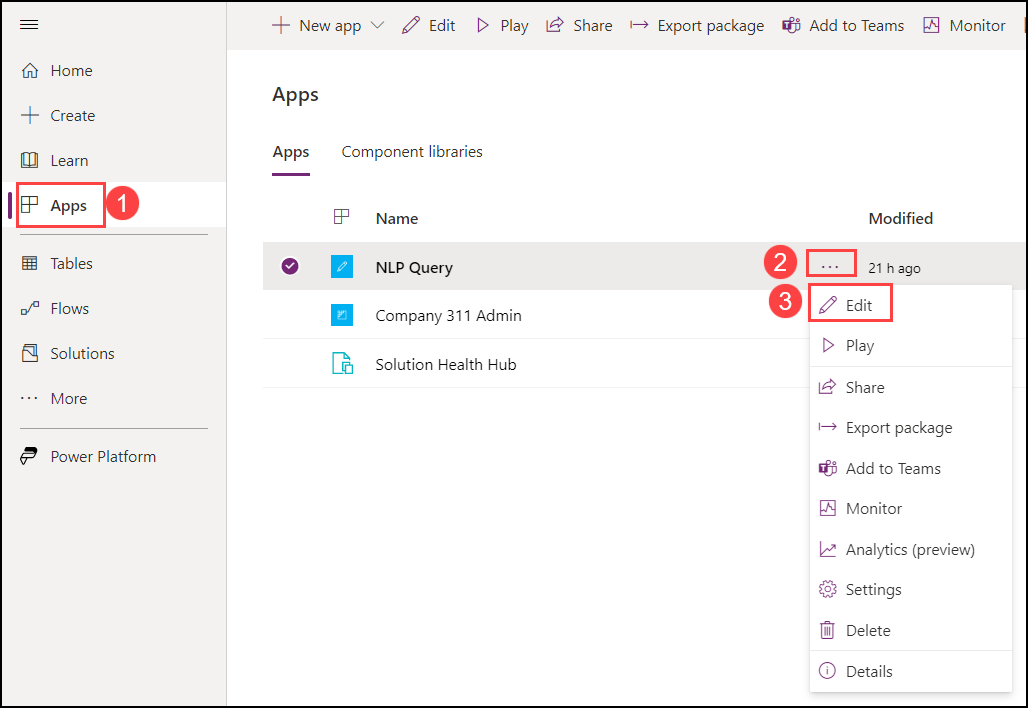 New app Edit Play Share Export package Add to Teams Monitor
Home
Create
Learn
Apps 1
Tables
Flows
Solutions
... More
Power Platform
Apps
Apps Component libraries
Name Modified
NLP Query 2 ... 21 h ago
Company 311 Admin
Solution Health Hub
3 Edit
Play
Share
Export package
Add to Teams
Monitor
Analytics (preview)
Settings
Delete
Details